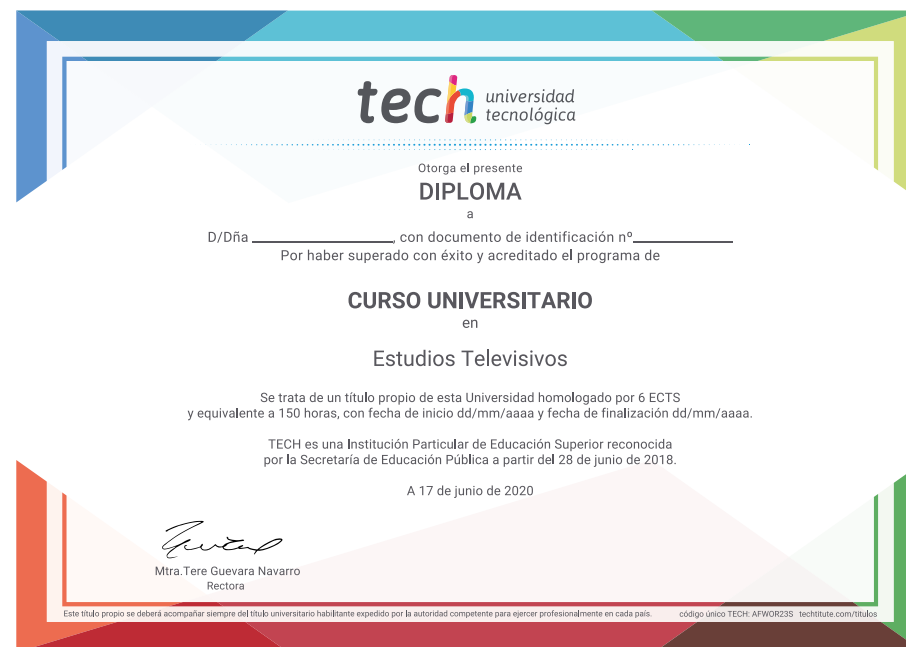 tech universidad
tecnológica
Otorga el presente
DIPLOMA
a
D/Dña ____________________, con documento de identificación nº______________
Por haber superado con éxito y acreditado el programa de
CURSO UNIVERSITARIO
en
Estudios Televisivos
Se trata de un título propio de esta Universidad homologado por 6 ECTS
y equivalente a 150 horas, con fecha de inicio dd/mm/aaaa y fecha de finalización dd/mm/aaaa.
TECH es una Institución Particular de Educación Superior reconocida
por la Secretaría de Educación Pública a partir del 28 de junio de 2018.
A 17 de junio de 2020
Mtra.Tere Guevara Navarro
Rectora
Este título propio se deberá acompañar siempre del título universitario habilitante expedido por la autoridad competente para ejercer profesionalmente en cada país. código único TECH: AFWOR23S techtitute.com/títulos